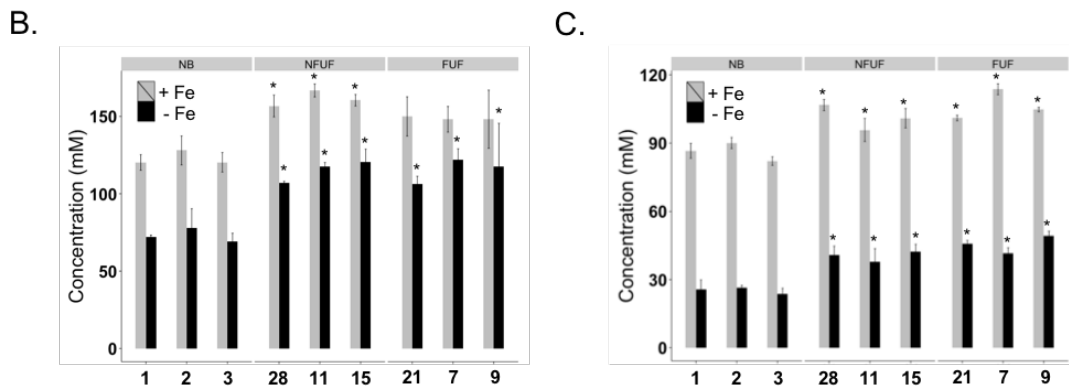 B.
NB NFUF FUF
+ Fe
- Fe
Concentration (mM)
150
100
50
0
* * * * * * * * * *
1 2 3 28 11 15 21 7 9
C.
NB NFUF FUF
+ Fe
- Fe
Concentration (mM)
120
90
60
30
0
* * * * * * * * * * * *
1 2 3 28 11 15 21 7 9